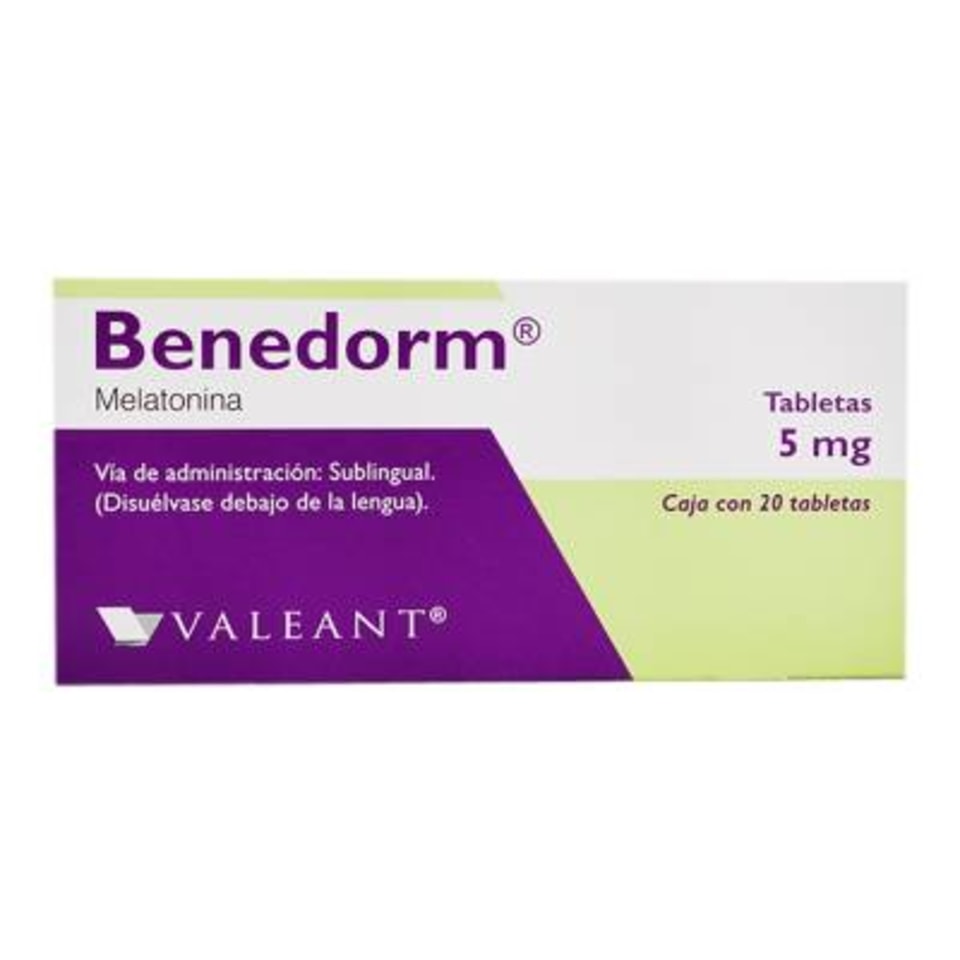 Benedorm®
Melatonina
Tabletas
5 mg
Vía de administración: Sublingual.
(Disuélvase debajo de la lengua).
Caja con 20 tabletas
VALEANT®